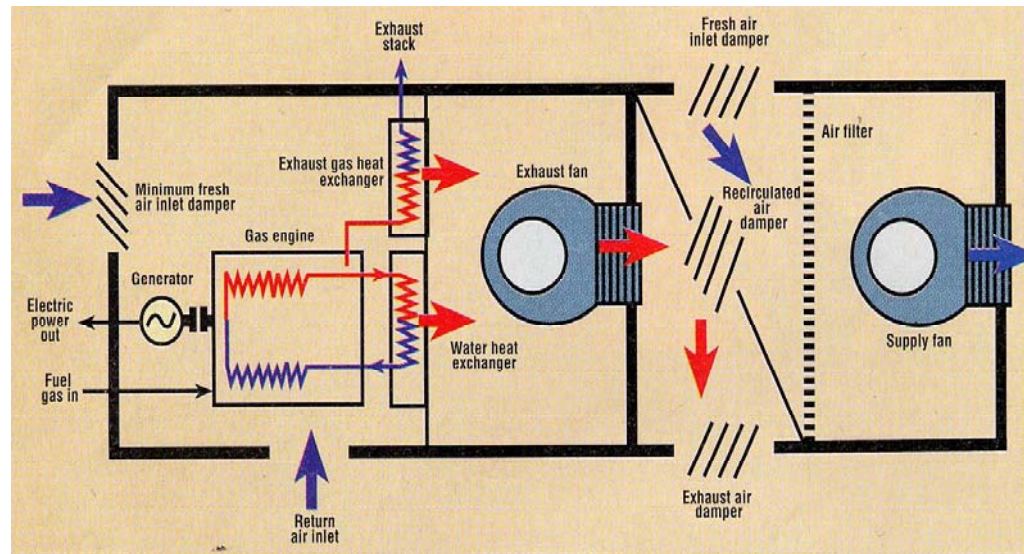 Exhaust
stack
Fresh air
inlet damper
Air filter
Exhaust gas heat
exchanger
Exhaust fan
Minimum fresh
air inlet damper
Recirculated
air
damper
Gas engine
Generator
Electric
power
out
Water heat
exchanger
Supply fan
Fuel
gas in
Exhaust air
damper
Return
air inlet